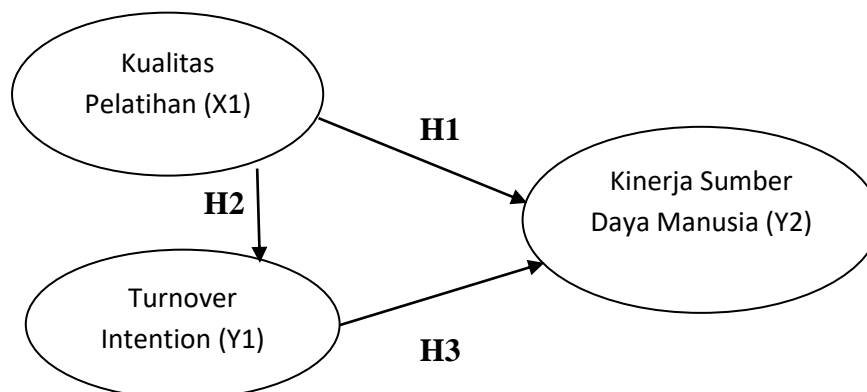 Kualitas
Pelatihan (X1)
H1
Kinerja Sumber
Daya Manusia (Y2)
H2
Turnover
Intention (Y1)
H3